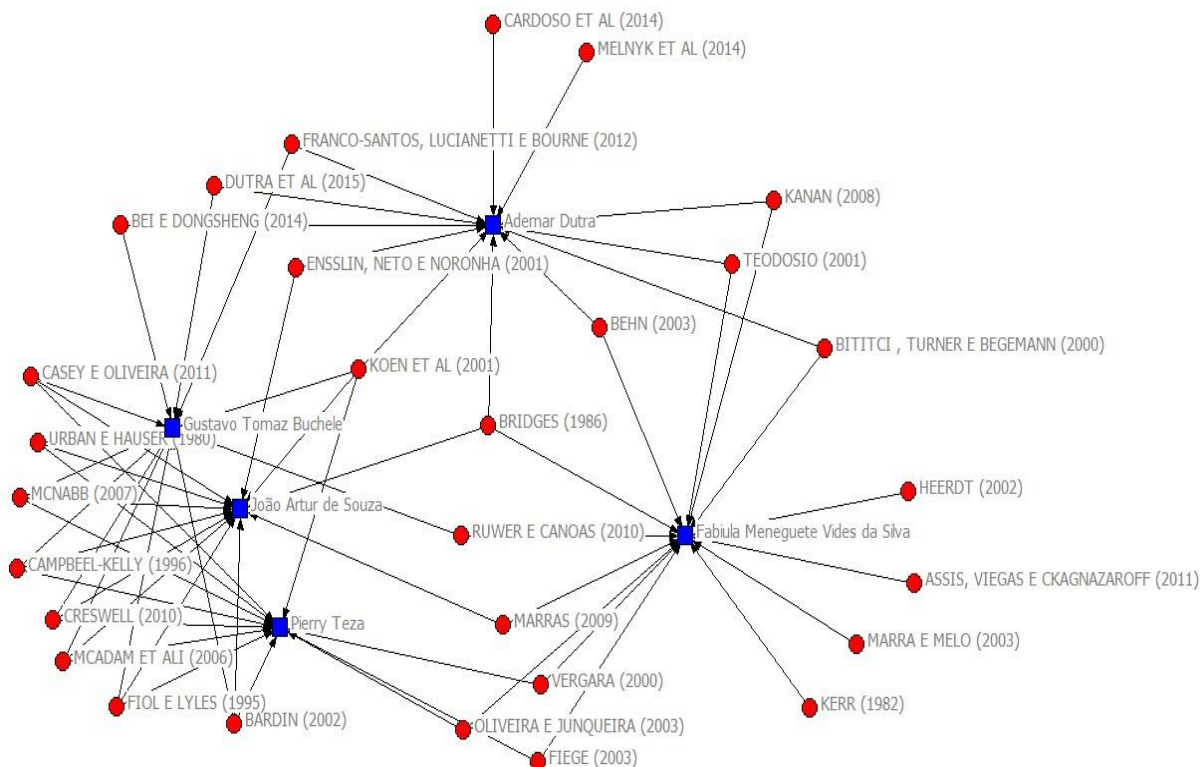 CARDOSO ET AL (2014)
MELNYK ET AL (2014)
FRANCO-SANTOS, LUCIANETTI E BOURNE (2012)
DUTRA ET AL (2015)
KANAN (2008)
BEI E DONGSHENG (2014)
Ademar Dutra
ENSSLIN, NETO E NORONHA (2001)
TEODOSIO (2001)
BEHN (2003)
BITITCI , TURNER E BEGEMANN (2000)
CASEY E OLIVEIRA (2011)
KOEN ET AL (2001)
Gustavo Tomaz Buchele
BRIDGES (1986)
URBAN E HAUSER (1980)
MCNABB (2007)
João Artur de Souza
HEERDT (2002)
RUWER E CANOAS (2010)
Fabiula Meneguete Vides da Silva
CAMPBEEL-KELLY (1996)
ASSIS, VIEGAS E CKAGNAZAROFF (2011)
CRESWELL (2010)
Pierry Teza
MARRAS (2009)
MARRA E MELO (2003)
MCADAM ET ALI (2006)
VERGARA (2000)
FIOL E LYLES (1995)
KERR (1982)
BARDIN (2002)
OLIVEIRA E JUNQUEIRA (2003)
FIEGE (2003)